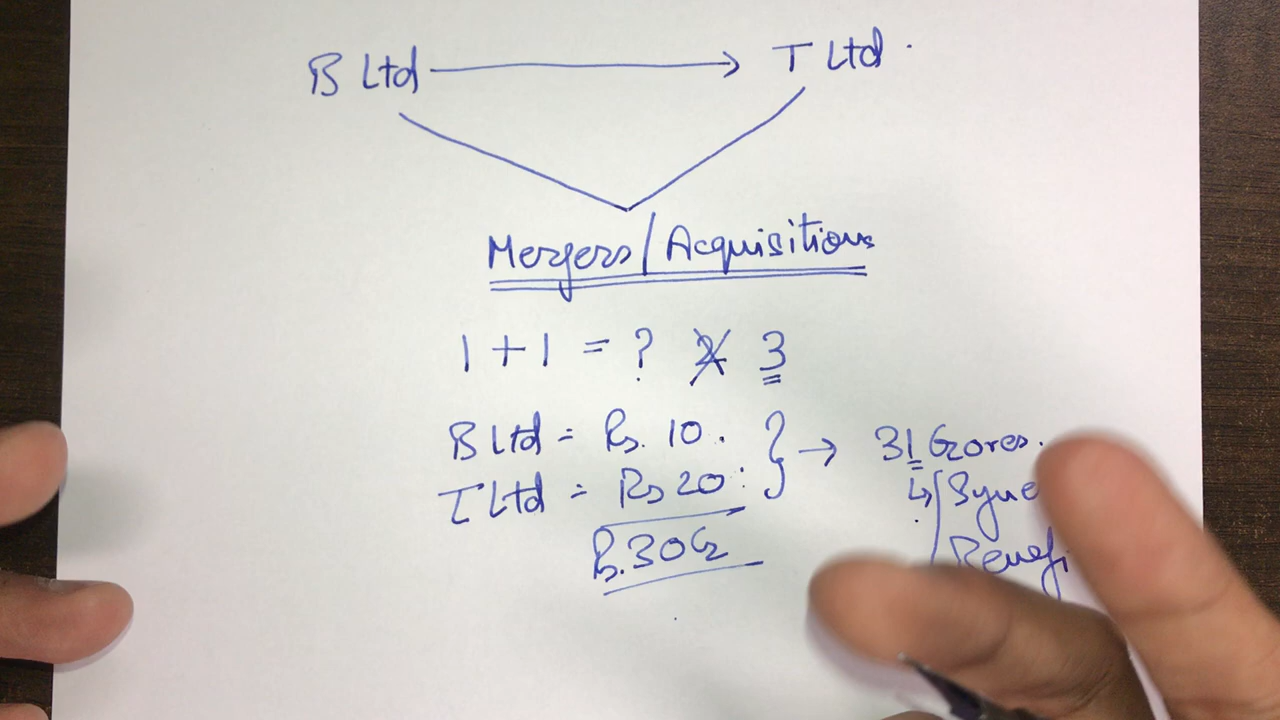 B Ltd → T Ltd.
Mergers/Acquisitions
1 + 1 = ? 2 3
B Ltd = Rs. 10.
T Ltd = Rs 20.
Rs. 30 Cr
→ 31 Crores.